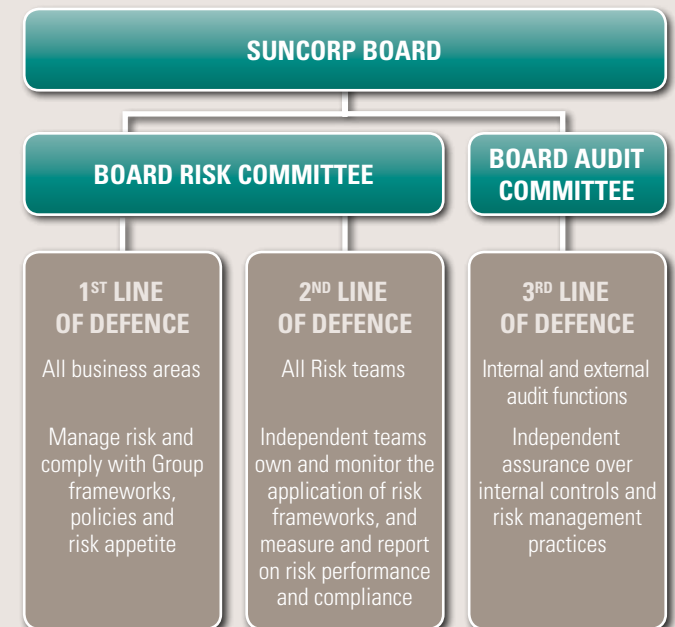 SUNCORP BOARD
BOARD RISK COMMITTEE
BOARD AUDIT
COMMITTEE
1ST LINE
OF DEFENCE
All business areas
Manage risk and
comply with Group
frameworks,
policies and
risk appetite
2ND LINE
OF DEFENCE
All Risk teams
Independent teams
own and monitor the
application of risk
frameworks, and
measure and report
on risk performance
and compliance
3RD LINE
OF DEFENCE
Internal and external
audit functions
Independent
assurance over
internal controls and
risk management
practices